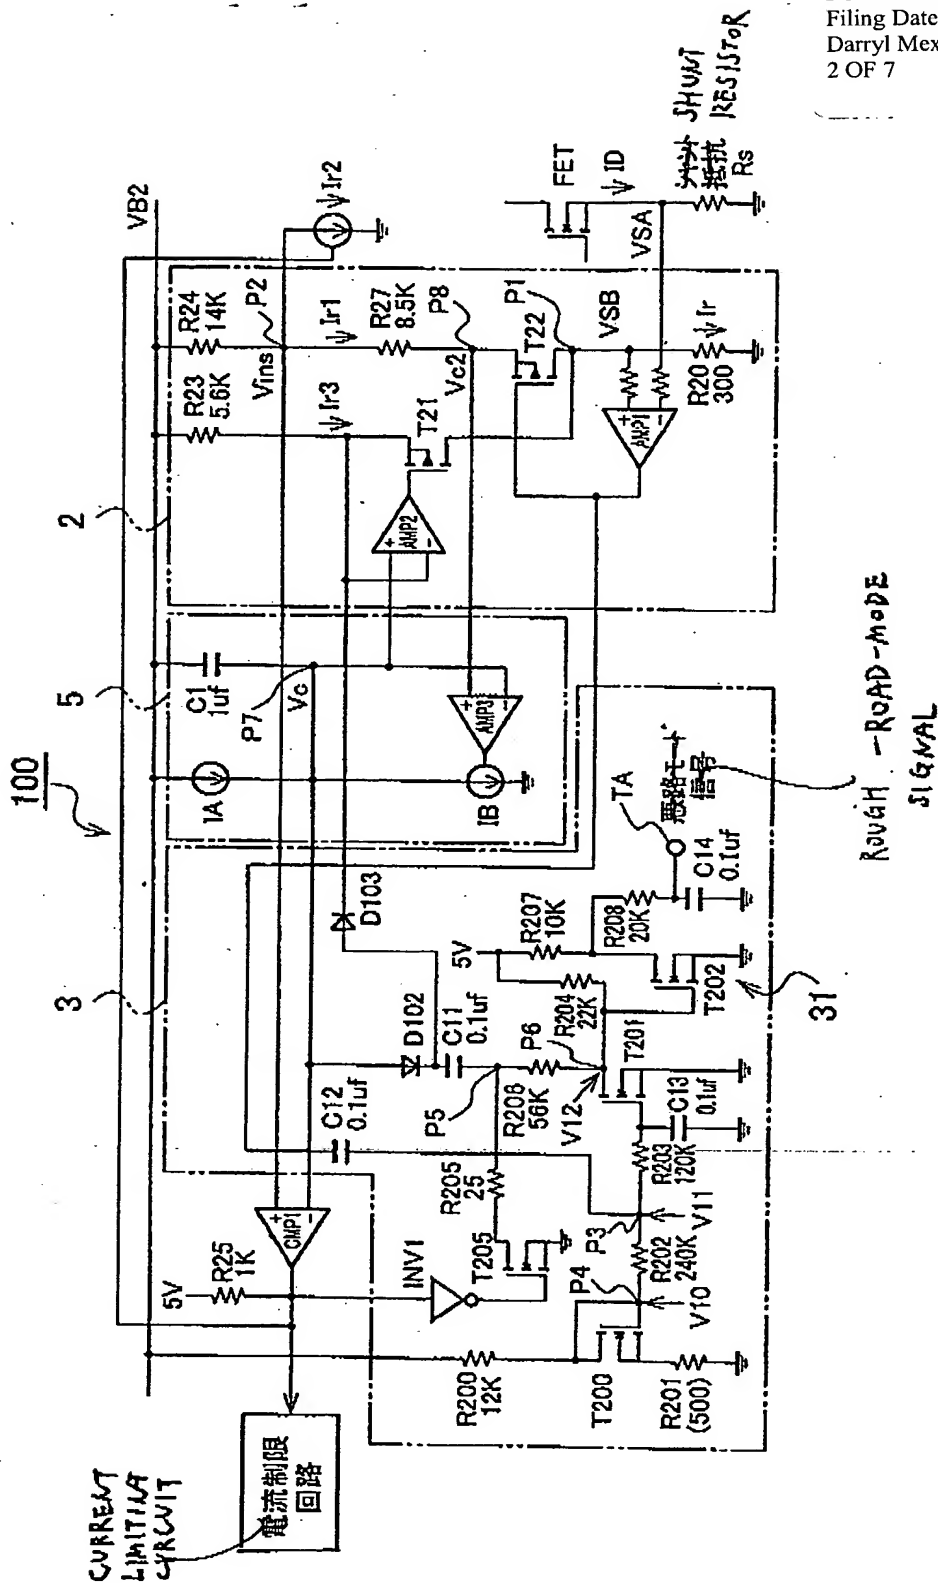 Filing Date
Darryl Mex
2 OF 7
100
3
5
2
VB2
CURRENT
LIMITING
CYRCUIT
電流制限
回路
5V
R25
1K
CMP1
+
-
INV1
R200
12K
T200
R201
(500)
P4
V10
R202
240K
P3
V11
R203
120K
C13
0.1uf
T201
T205
R205
25
C12
0.1uf
P5
R206
56K
P6
V12
D102
C11
0.1uf
D103
5V
R204
22K
R207
10K
R208
20K
T202
31
TA
C14
0.1uf
悪路モード
信号
ROUGH-ROAD-MODE
SIGNAL
IA
IB
C1
1uf
P7
Vc
AMP3
+
-
AMP2
+
-
T21
R23
5.6K
Ir3
R24
14K
Vins
P2
Ir1
R27
8.5K
P8
Vc2
T22
P1
VSB
AMP1
+
-
R20
300
Ir
Ir2
FET
ID
VSA
抵抗
Rs
SHUNT
RESISTOR